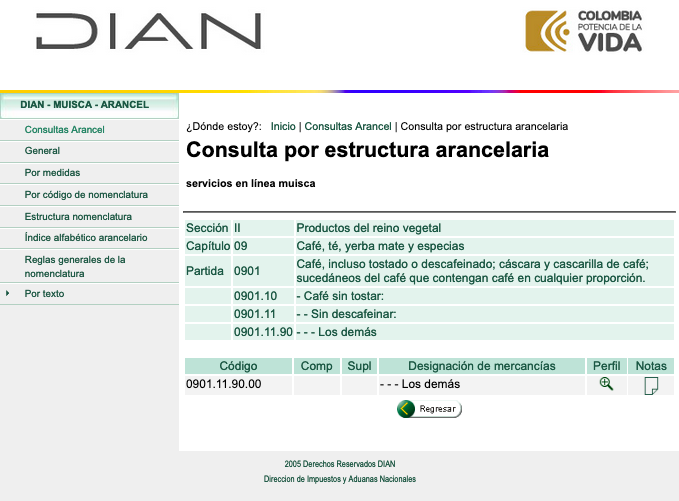 DIAN
COLOMBIA
POTENCIA DE LA
VIDA
DIAN - MUISCA - ARANCEL
Consultas Arancel
General
Por medidas
Por código de nomenclatura
Estructura nomenclatura
Índice alfabético arancelario
Reglas generales de la
nomenclatura
Por texto
¿Dónde estoy?: Inicio | Consultas Arancel | Consulta por estructura arancelaria
Consulta por estructura arancelaria
servicios en línea muisca
Sección II Productos del reino vegetal
Capítulo 09 Café, té, yerba mate y especias
Partida 0901 Café, incluso tostado o descafeinado; cáscara y cascarilla de café;
sucedáneos del café que contengan café en cualquier proporción.
0901.10 - Café sin tostar:
0901.11 - - Sin descafeinar:
0901.11.90 - - - Los demás
Código Comp Supl Designación de mercancías Perfil Notas
0901.11.90.00 - - - Los demás
Regresar
2005 Derechos Reservados DIAN
Direccion de Impuestos y Aduanas Nacionales